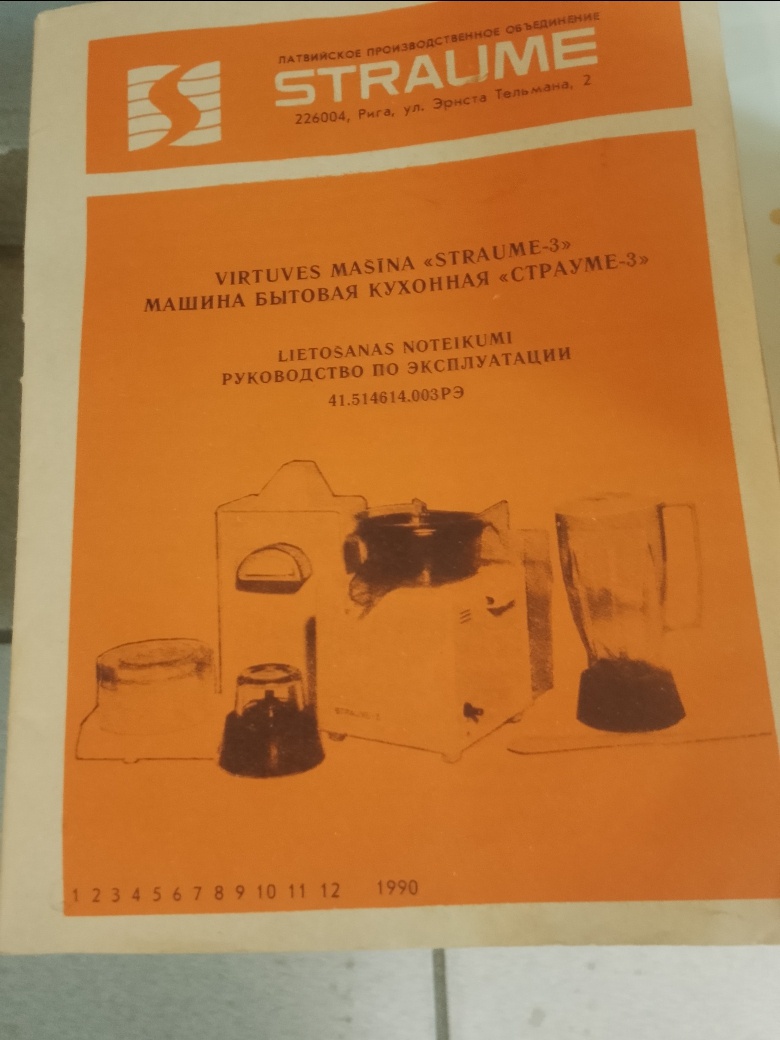 ЛАТВИЙСКОЕ ПРОИЗВОДСТВЕННОЕ ОБЪЕДИНЕНИЕ
STRAUME
226004, Рига, ул. Эрнста Тельмана, 2
VIRTUVES MAŠĪNA «STRAUME-3»
МАШИНА БЫТОВАЯ КУХОННАЯ «СТРАУМЕ-3»
LIETOŠANAS NOTEIKUMI
РУКОВОДСТВО ПО ЭКСПЛУАТАЦИИ
41.514614.003РЭ
1 2 3 4 5 6 7 8 9 10 11 12 1990